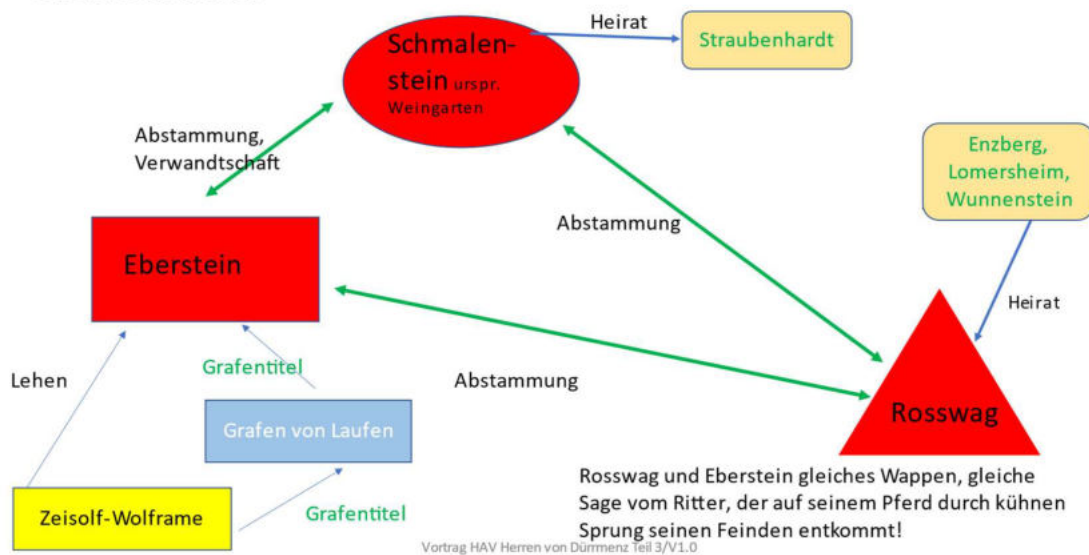 Heirat
Straubenhardt
Schmalen-
stein urspr.
Weingarten
Abstammung,
Verwandtschaft
Enzberg,
Lomersheim,
Wunnenstein
Abstammung
Eberstein
Heirat
Grafentitel
Lehen
Abstammung
Rosswag
Grafen von Laufen
Rosswag und Eberstein gleiches Wappen, gleiche
Sage vom Ritter, der auf seinem Pferd durch kühnen
Sprung seinen Feinden entkommt!
Zeisolf-Wolframe
Grafentitel
Vortrag HAV Herren von Dürrmenz Teil 3/V1.0